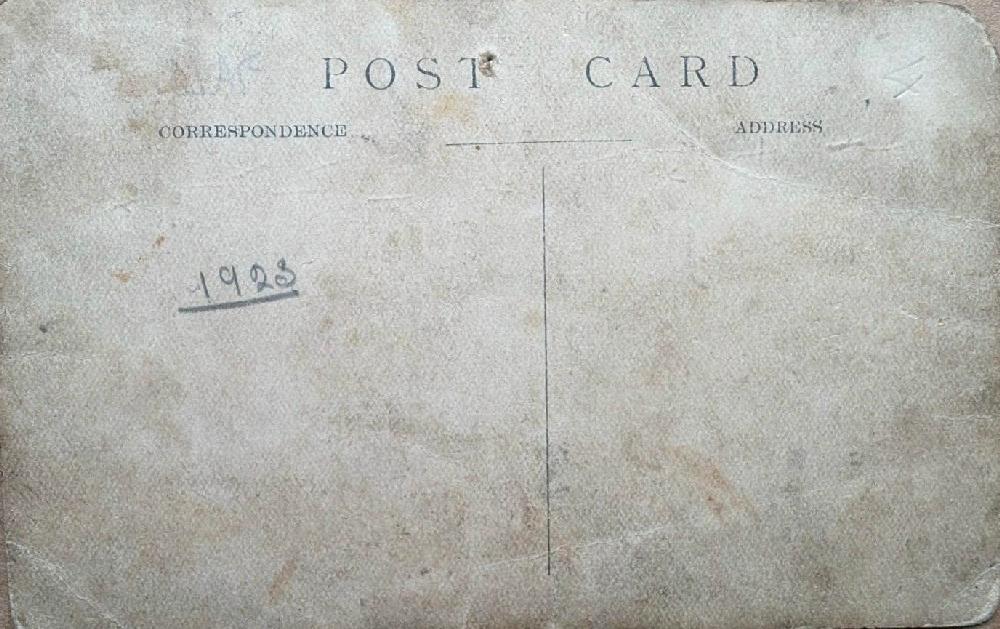 POST CARD
CORRESPONDENCE
ADDRESS
1923